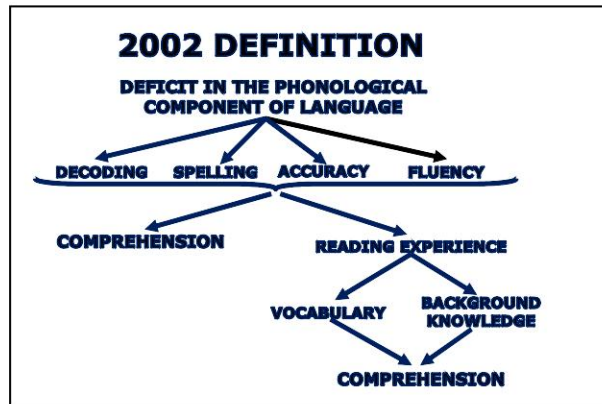 2002 DEFINITION
DEFICIT IN THE PHONOLOGICAL
COMPONENT OF LANGUAGE
DECODING SPELLING ACCURACY FLUENCY
COMPREHENSION
READING EXPERIENCE
VOCABULARY
BACKGROUND
KNOWLEDGE
COMPREHENSION